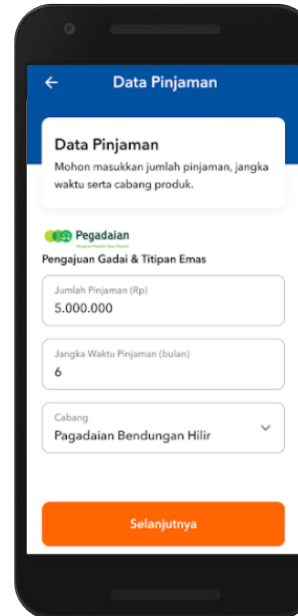 Data Pinjaman
Data Pinjaman
Mohon masukkan jumlah pinjaman, jangka
waktu serta cabang produk.
Pegadaian
Pengajuan Gadai & Titipan Emas
Jumlah Pinjaman (Rp)
5.000.000
Jangka Waktu Pinjaman (bulan)
6
Cabang
Pagadaian Bendungan Hilir
Selanjutnya